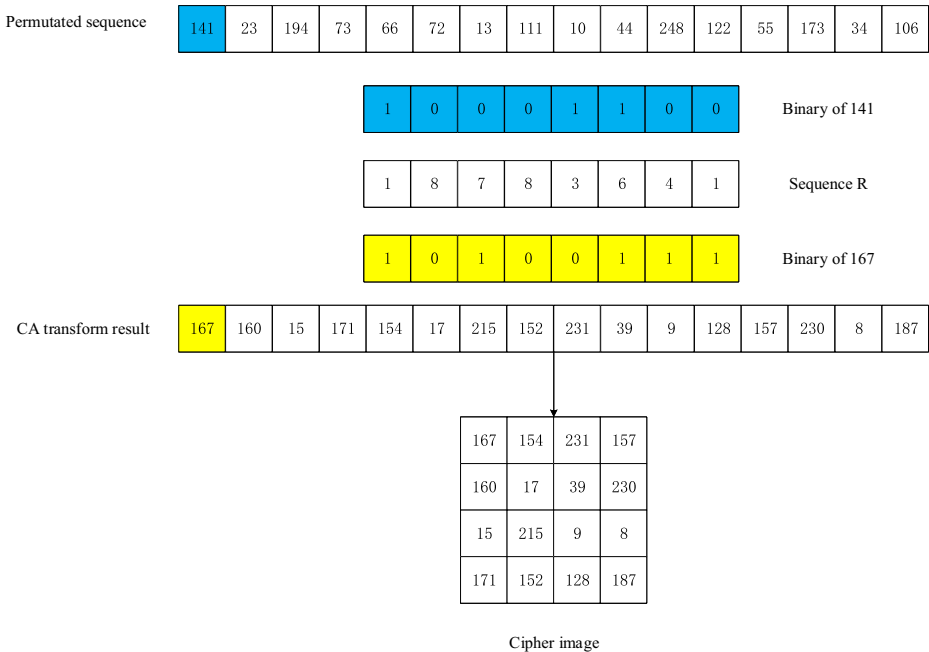 Permutated sequence 141 23 194 73 66 72 13 111 10 44 248 122 55 173 34 106
1 0 0 0 1 1 0 0 Binary of 141
1 8 7 8 3 6 4 1 Sequence R
1 0 1 0 0 1 1 1 Binary of 167
CA transform result 167 160 15 171 154 17 215 152 231 39 9 128 157 230 8 187
167 154 231 157
160 17 39 230
15 215 9 8
171 152 128 187
Cipher image